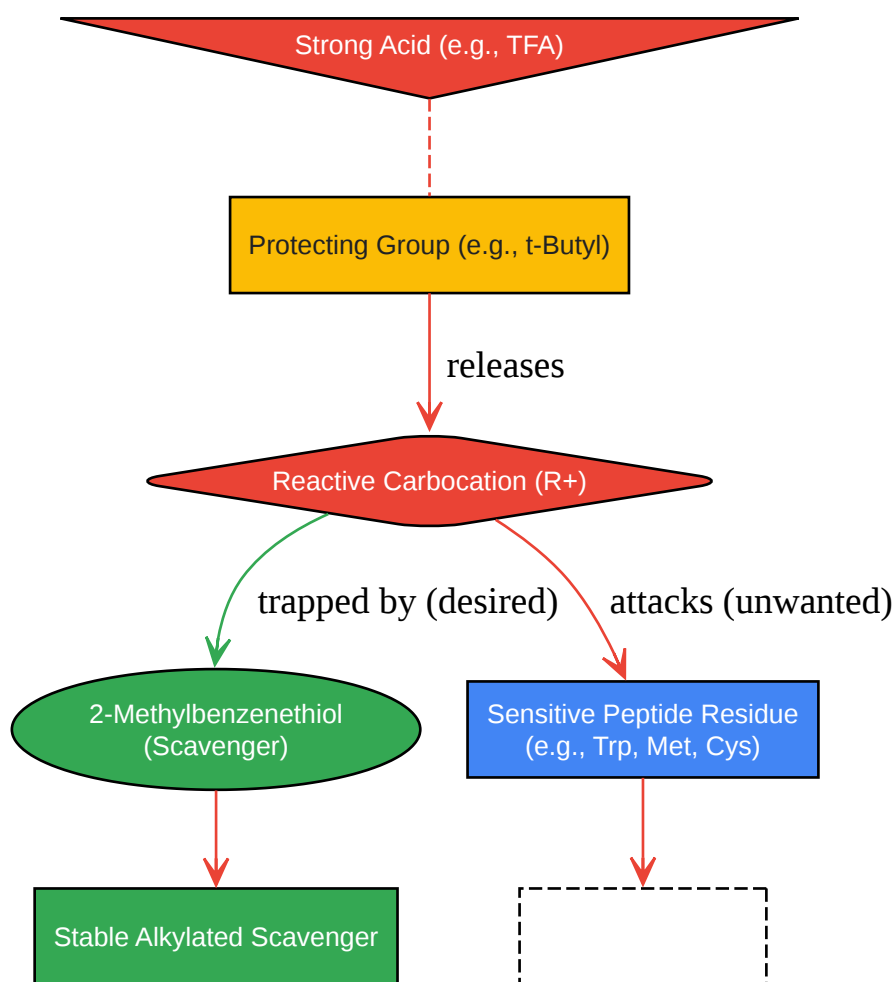 Strong Acid (e.g., TFA)
Protecting Group (e.g., t-Butyl)
releases
Reactive Carbocation (R+)
trapped by (desired)
attacks (unwanted)
2-Methylbenzenethiol
(Scavenger)
Sensitive Peptide Residue
(e.g., Trp, Met, Cys)
Stable Alkylated Scavenger